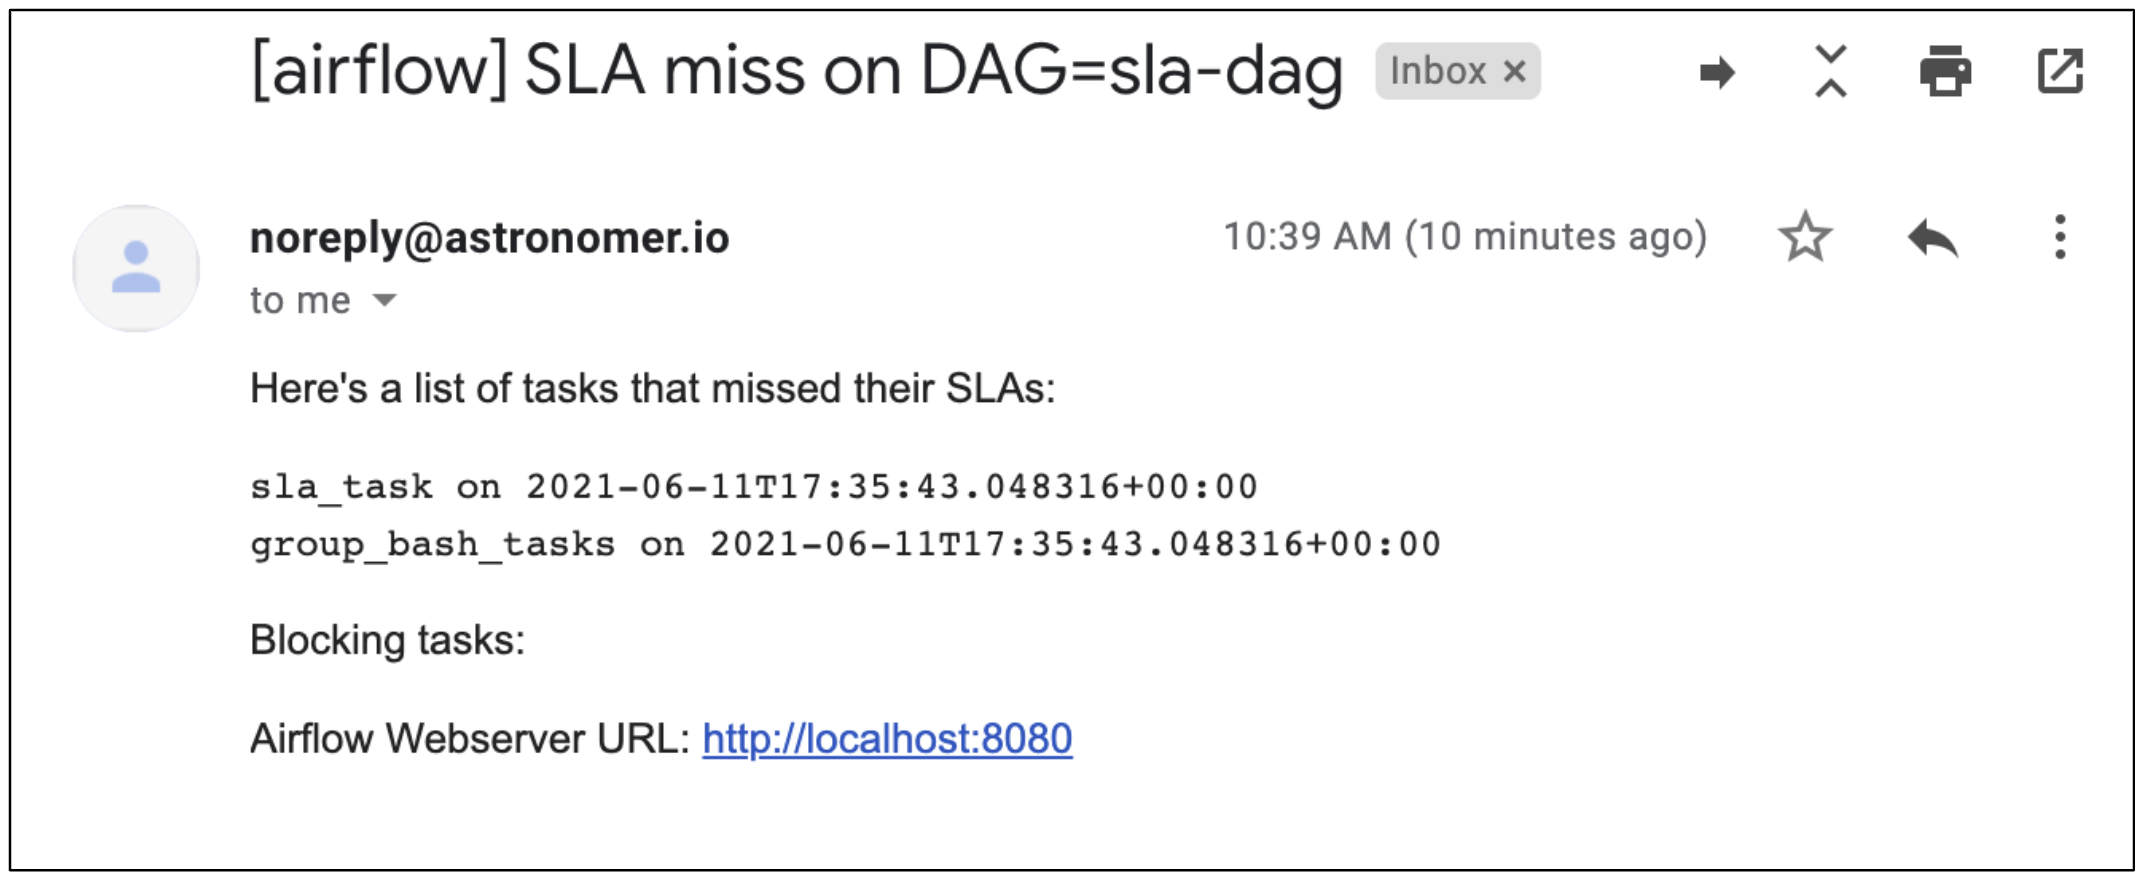 [airflow] SLA miss on DAG=sla-dag Inbox ×
noreply@astronomer.io 10:39 AM (10 minutes ago)
to me
Here's a list of tasks that missed their SLAs:
sla_task on 2021-06-11T17:35:43.048316+00:00
group_bash_tasks on 2021-06-11T17:35:43.048316+00:00
Blocking tasks:
Airflow Webserver URL: http://localhost:8080